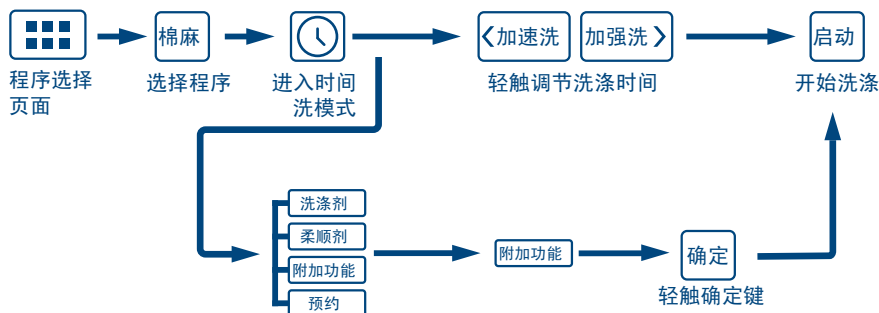 棉麻
加速洗
加强洗
启动
程序选择
页面
选择程序
进入时间
洗模式
轻触调节洗涤时间
开始洗涤
洗涤剂
柔顺剂
附加功能
预约
附加功能
确定
轻触确定键